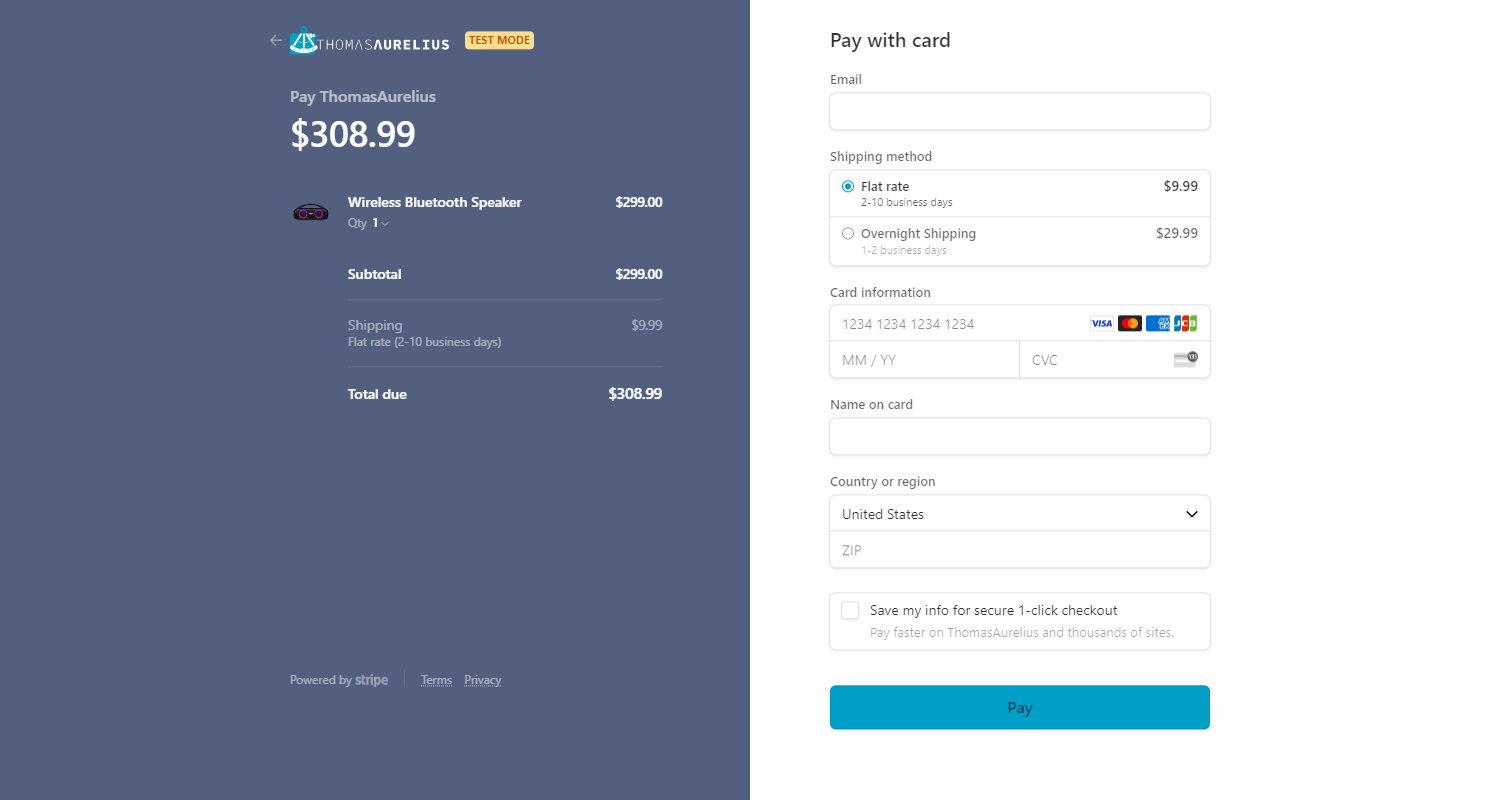 THOMASAURELIUS TEST MODE
Pay ThomasAurelius
$308.99
Wireless Bluetooth Speaker $299.00
Qty 1
Subtotal $299.00
Shipping $9.99
Flat rate (2-10 business days)
Total due $308.99
Powered by stripe Terms Privacy
Pay with card
Email
Shipping method
Flat rate $9.99
2-10 business days
Overnight Shipping $29.99
1-2 business days
Card information
1234 1234 1234 1234 VISA JCB
MM / YY CVC
Name on card
Country or region
United States
ZIP
Save my info for secure 1-click checkout
Pay faster on ThomasAurelius and thousands of sites.
Pay